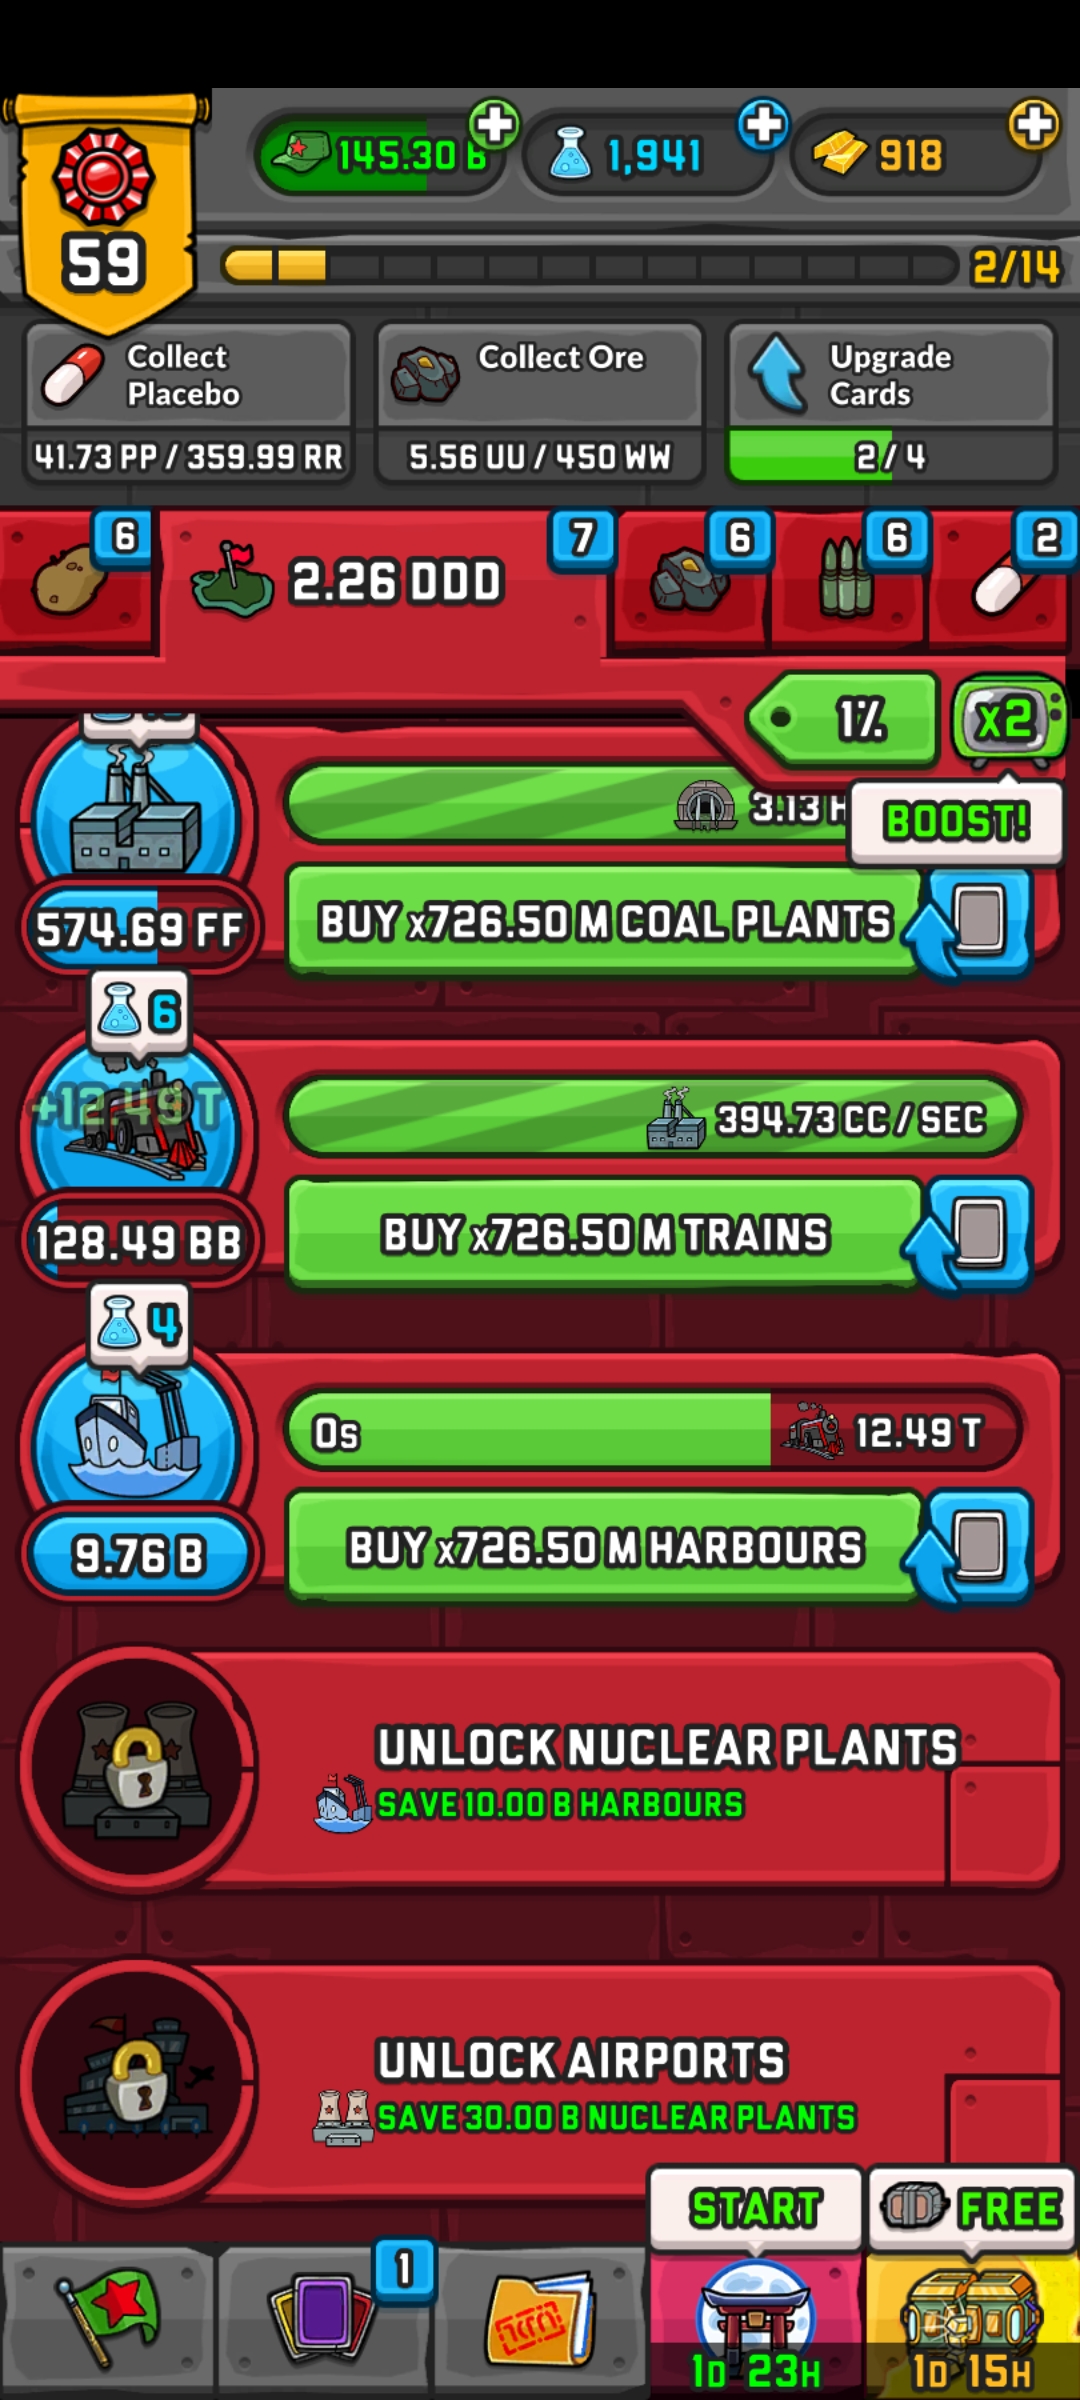 145.30 B
1,941
918
59
2/14
Collect Placebo
41.73 PP / 359.99 RR
Collect Ore
5.56 UU / 450 WW
Upgrade Cards
2 / 4
6
2.26 DDD
7
6
6
2
1%
x2
BOOST!
3.13
574.69 FF
BUY x726.50 M COAL PLANTS
6
+12.49 T
394.73 CC / SEC
128.49 BB
BUY x726.50 M TRAINS
4
0s
12.49 T
9.76 B
BUY x726.50 M HARBOURS
UNLOCK NUCLEAR PLANTS
SAVE 10.00 B HARBOURS
UNLOCK AIRPORTS
SAVE 30.00 B NUCLEAR PLANTS
START
FREE
1
1D 23H
1D 15H